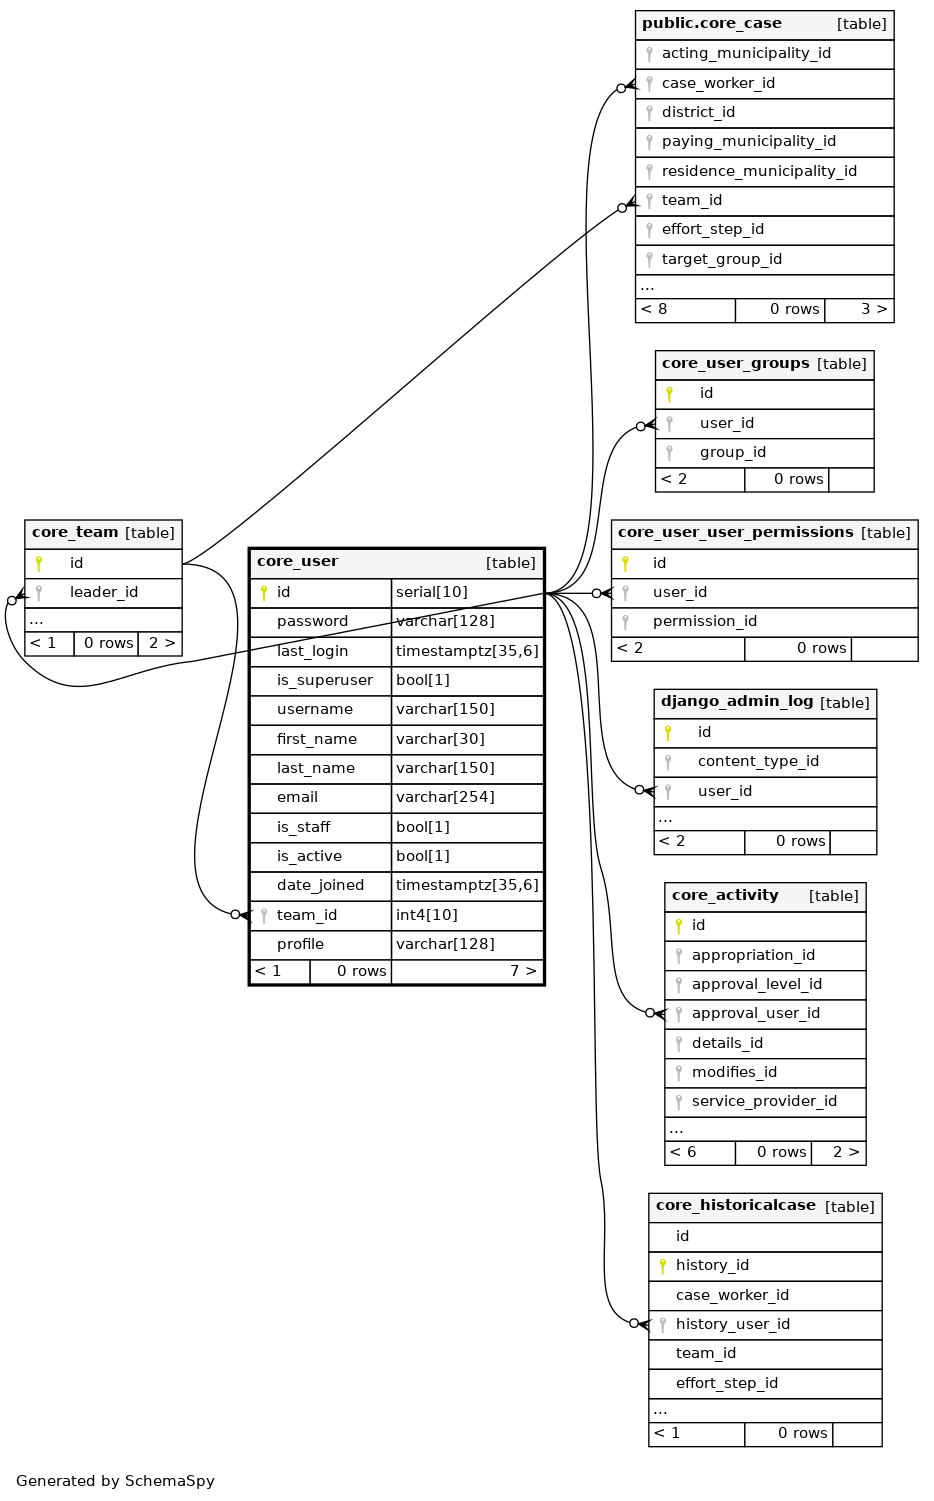 public.core_case [table]
acting_municipality_id
case_worker_id
district_id
paying_municipality_id
residence_municipality_id
team_id
effort_step_id
target_group_id
...
< 8 0 rows 3 >
core_user_groups [table]
id
user_id
group_id
< 2 0 rows
core_team [table]
id
leader_id
...
< 1 0 rows 2 >
core_user [table]
id serial[10]
password varchar[128]
last_login timestamptz[35,6]
is_superuser bool[1]
username varchar[150]
first_name varchar[30]
last_name varchar[150]
email varchar[254]
is_staff bool[1]
is_active bool[1]
date_joined timestamptz[35,6]
team_id int4[10]
profile varchar[128]
< 1 0 rows 7 >
core_user_user_permissions [table]
id
user_id
permission_id
< 2 0 rows
django_admin_log [table]
id
content_type_id
user_id
...
< 2 0 rows
core_activity [table]
id
appropriation_id
approval_level_id
approval_user_id
details_id
modifies_id
service_provider_id
...
< 6 0 rows 2 >
core_historicalcase [table]
id
history_id
case_worker_id
history_user_id
team_id
effort_step_id
...
< 1 0 rows
Generated by SchemaSpy